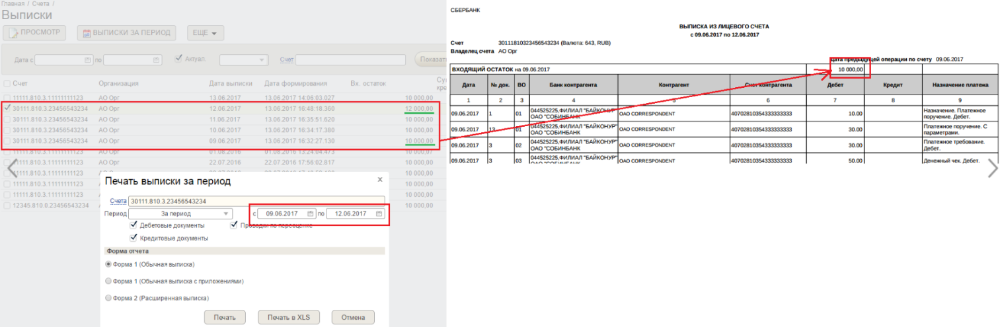 Главная / Счета /
Выписки
ПРОСМОТР ВЫПИСКИ ЗА ПЕРИОД ЕЩЕ
Дата с по Актуал. Счет Показат
Счет Организация Дата выписки Дата формирования Вх. остаток Су
кре
11111.810.3.11111111123 АО Орг 13.06.2017 13.06.2017 14:06:03.027 10 000,00
30111.810.3.23456543234 АО Орг 12.06.2017 13.06.2017 16:48:18.360 12 000,00
30111.810.3.23456543234 АО Орг 11.06.2017 13.06.2017 16:35:51.620 10 000,00
30111.810.3.23456543234 АО Орг 10.06.2017 13.06.2017 16:34:17.380 10 000,00
30111.810.3.23456543234 АО Орг 09.06.2017 13.06.2017 16:32:27.130 10 000,00
11111.810.3.11111111123 АО Орг 01.08.2016 01.08.2016 13:24:04.473 10 000,07
11111.810.3.11111111123 АО Орг 22.07.2016 22.07.2016 17:56:02.817 10 000,00
11111.810.3.11111111123 10 000,00
11111.810.3.11111111123 10 000,00
11111.810.3.11111111123 10 000,00
12345.810.0.23456543234 10 000,00
Печать выписки за период x
Счета 30111.810.3.23456543234
Период За период с 09.06.2017 по 12.06.2017
Дебетовые документы Проводки по переоценке
Кредитовые документы
Форма отчета
Форма 1 (Обычная выписка)
Форма 1 (Обычная выписка с приложениями)
Форма 2 (Расширенная выписка)
Печать Печать в XLS Отмена
СБЕРБАНК
ВЫПИСКА ИЗ ЛИЦЕВОГО СЧЕТА
с 09.06.2017 по 12.06.2017
Счет 30111810323456543234 (Валюта: 643, RUB)
Владелец счета АО Орг
Дата предыдущей операции по счету 09.06.2017
ВХОДЯЩИЙ ОСТАТОК на 09.06.2017 10 000,00
Дата № док. ВО Банк контрагента Контрагент Счет контрагента Дебет Кредит Назначение платежа
1 2 3 4 5 6 7 8 9
09.06.2017 1 01 044525225,ФИЛИАЛ "БАЙКОНУР" ОАО CORRESPONDENT 40702810354333333333 10.00 Назначение. Платежное
ОАО "СОБИНБАНК поручение. Дебет.
09.06.2017 13 01 044525225,ФИЛИАЛ "БАЙКОНУР" ОАО CORRESPONDENT 40702810354333333333 30.00 Платежное поручение. С
ОАО "СОБИНБАНК параметрами.
09.06.2017 3 02 044525225,ФИЛИАЛ "БАЙКОНУР" ОАО CORRESPONDENT 40702810354333333333 30.00 Платежное требование.
ОАО "СОБИНБАНК Дебет.
09.06.2017 3 03 044525225,ФИЛИАЛ "БАЙКОНУР" ОАО CORRESPONDENT 40702810354333333333 50.00 Денежный чек. Дебет.
ОАО "СОБИНБАНК